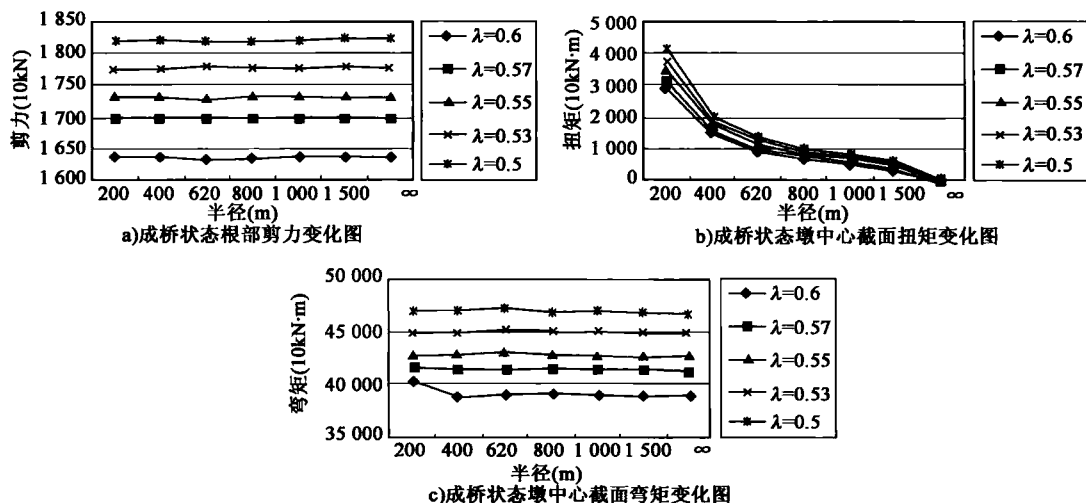 1 850
1 800
1 750
1 700
1 650
1 600
剪力(10kN)
200 400 620 800 1 000 1 500 ∞
半径(m)
λ=0.6
λ=0.57
λ=0.55
λ=0.53
λ=0.5
a)成桥状态根部剪力变化图
5 000
4 000
3 000
2 000
1 000
0
扭矩(10kN·m)
200 400 620 800 1 000 1 500 ∞
半径(m)
λ=0.6
λ=0.57
λ=0.55
λ=0.53
λ=0.5
b)成桥状态墩中心截面扭矩变化图
50 000
45 000
40 000
35 000
弯矩(10kN·m)
200 400 620 800 1 000 1 500 ∞
半径(m)
λ=0.6
λ=0.57
λ=0.55
λ=0.53
λ=0.5
c)成桥状态墩中心截面弯矩变化图